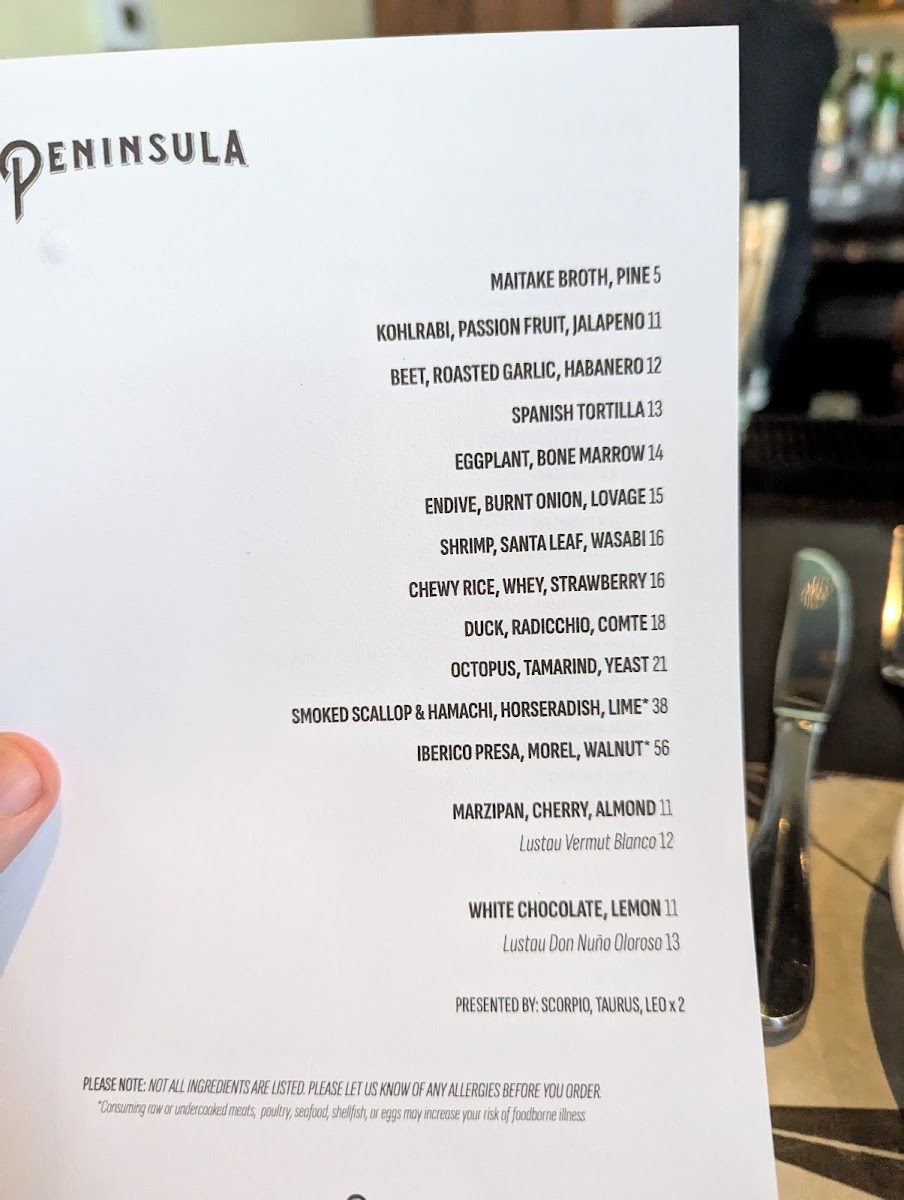 PENINSULA
MAITAKE BROTH, PINE 5
KOHLRABI, PASSION FRUIT, JALAPENO 11
BEET, ROASTED GARLIC, HABANERO 12
SPANISH TORTILLA 13
EGGPLANT, BONE MARROW 14
ENDIVE, BURNT ONION, LOVAGE 15
SHRIMP, SANTA LEAF, WASABI 16
CHEWY RICE, WHEY, STRAWBERRY 16
DUCK, RADICCHIO, COMTE 18
OCTOPUS, TAMARIND, YEAST 21
SMOKED SCALLOP & HAMACHI, HORSERADISH, LIME* 38
IBERICO PRESA, MOREL, WALNUT* 56
MARZIPAN, CHERRY, ALMOND 11
Lustau Vermut Blanco 12
WHITE CHOCOLATE, LEMON 11
Lustau Don Nuño Oloroso 13
PRESENTED BY: SCORPIO, TAURUS, LEO x 2
PLEASE NOTE: NOT ALL INGREDIENTS ARE LISTED. PLEASE LET US KNOW OF ANY ALLERGIES BEFORE YOU ORDER.
*Consuming raw or undercooked meats, poultry, seafood, shellfish, or eggs may increase your risk of foodborne illness